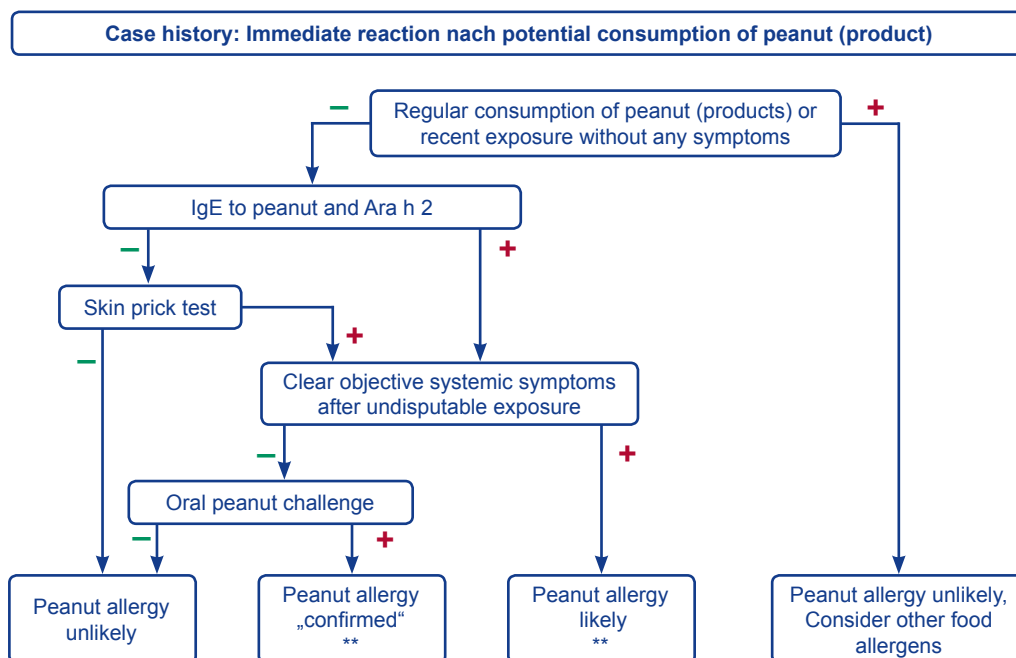 Case history: Immediate reaction nach potential consumption of peanut (product)
–
Regular consumption of peanut (products) or
recent exposure without any symptoms
+
IgE to peanut and Ara h 2
–
+
Skin prick test
–
+
Clear objective systemic symptoms
after undisputable exposure
–
+
Oral peanut challenge
–
+
Peanut allergy
unlikely
Peanut allergy
„confirmed“
**
Peanut allergy
likely
**
Peanut allergy unlikely,
Consider other food
allergens